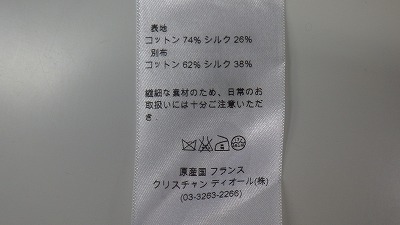 表地
コットン 74% シルク 26%
別布
コットン 62% シルク 38%
繊細な素材のため、日常のお
取扱いには十分ご注意いただ
き.
原産国 フランス
クリスチャン ディオール(株)
(03-3263-2266)